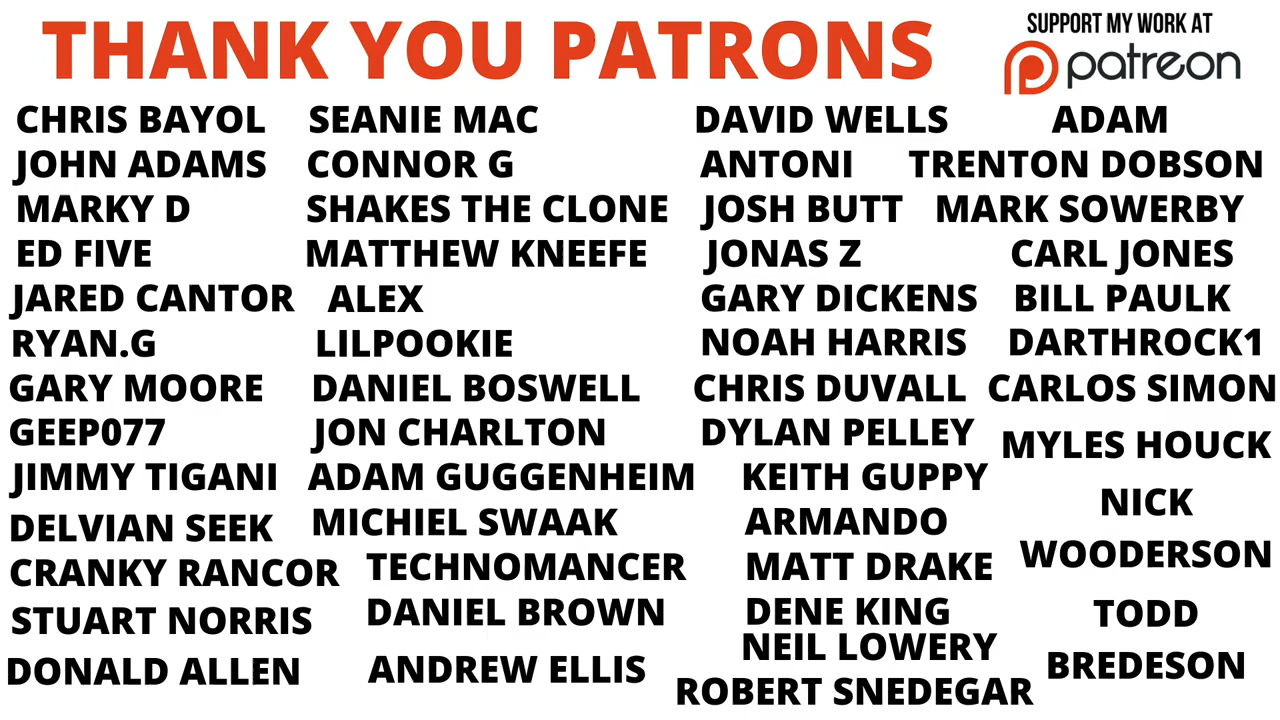 THANK YOU PATRONS
SUPPORT MY WORK AT
patreon
CHRIS BAYOL
JOHN ADAMS
MARKY D
ED FIVE
JARED CANTOR
RYAN.G
GARY MOORE
GEEP077
JIMMY TIGANI
DELVIAN SEEK
CRANKY RANCOR
STUART NORRIS
DONALD ALLEN
SEANIE MAC
CONNOR G
SHAKES THE CLONE
MATTHEW KNEEFE
ALEX
LILPOOKIE
DANIEL BOSWELL
JON CHARLTON
ADAM GUGGENHEIM
MICHIEL SWAAK
TECHNOMANCER
DANIEL BROWN
ANDREW ELLIS
DAVID WELLS
ANTONI
JOSH BUTT
JONAS Z
GARY DICKENS
NOAH HARRIS
CHRIS DUVALL
DYLAN PELLEY
KEITH GUPPY
ARMANDO
MATT DRAKE
DENE KING
NEIL LOWERY
ROBERT SNEDEGAR
ADAM
TRENTON DOBSON
MARK SOWERBY
CARL JONES
BILL PAULK
DARTHROCK1
CARLOS SIMON
MYLES HOUCK
NICK
WOODERSON
TODD
BREDESON